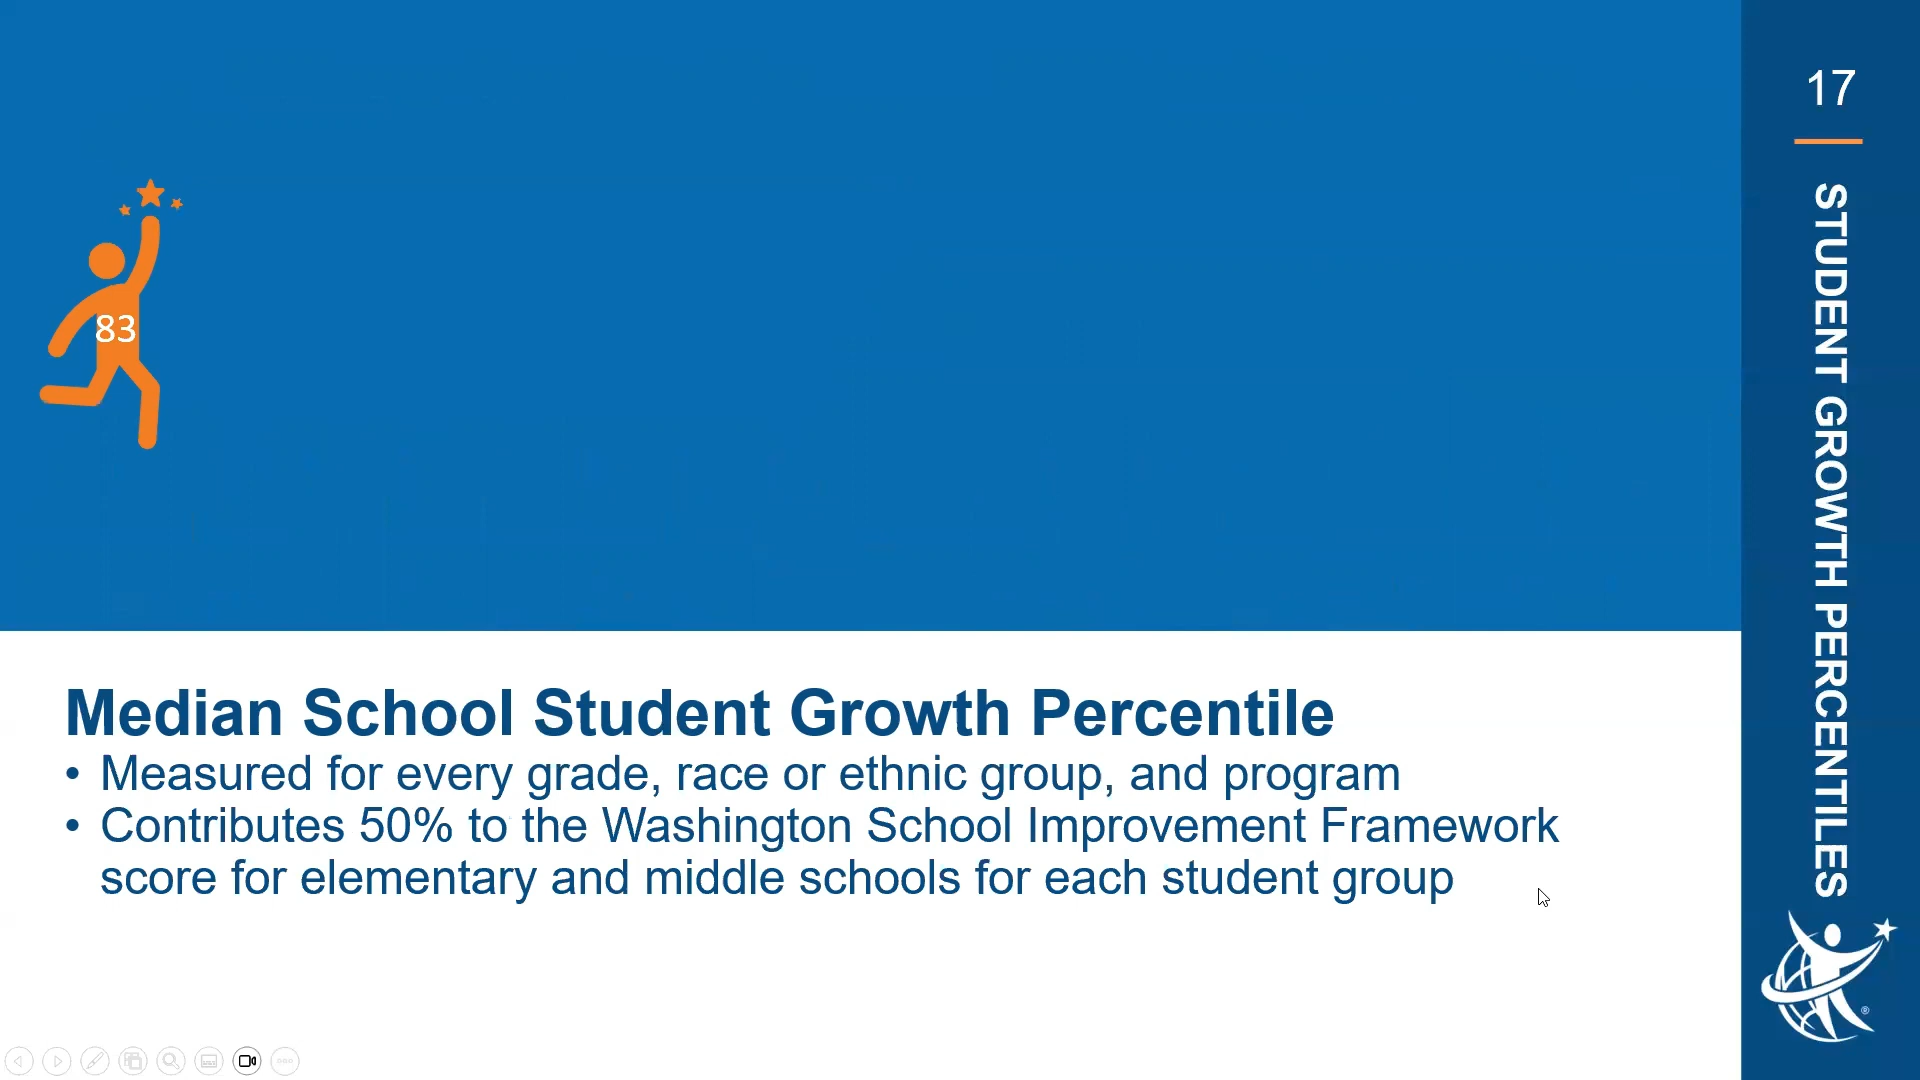 17
STUDENT GROWTH PERCENTILES
83
Median School Student Growth Percentile
• Measured for every grade, race or ethnic group, and program
• Contributes 50% to the Washington School Improvement Framework
score for elementary and middle schools for each student group
®